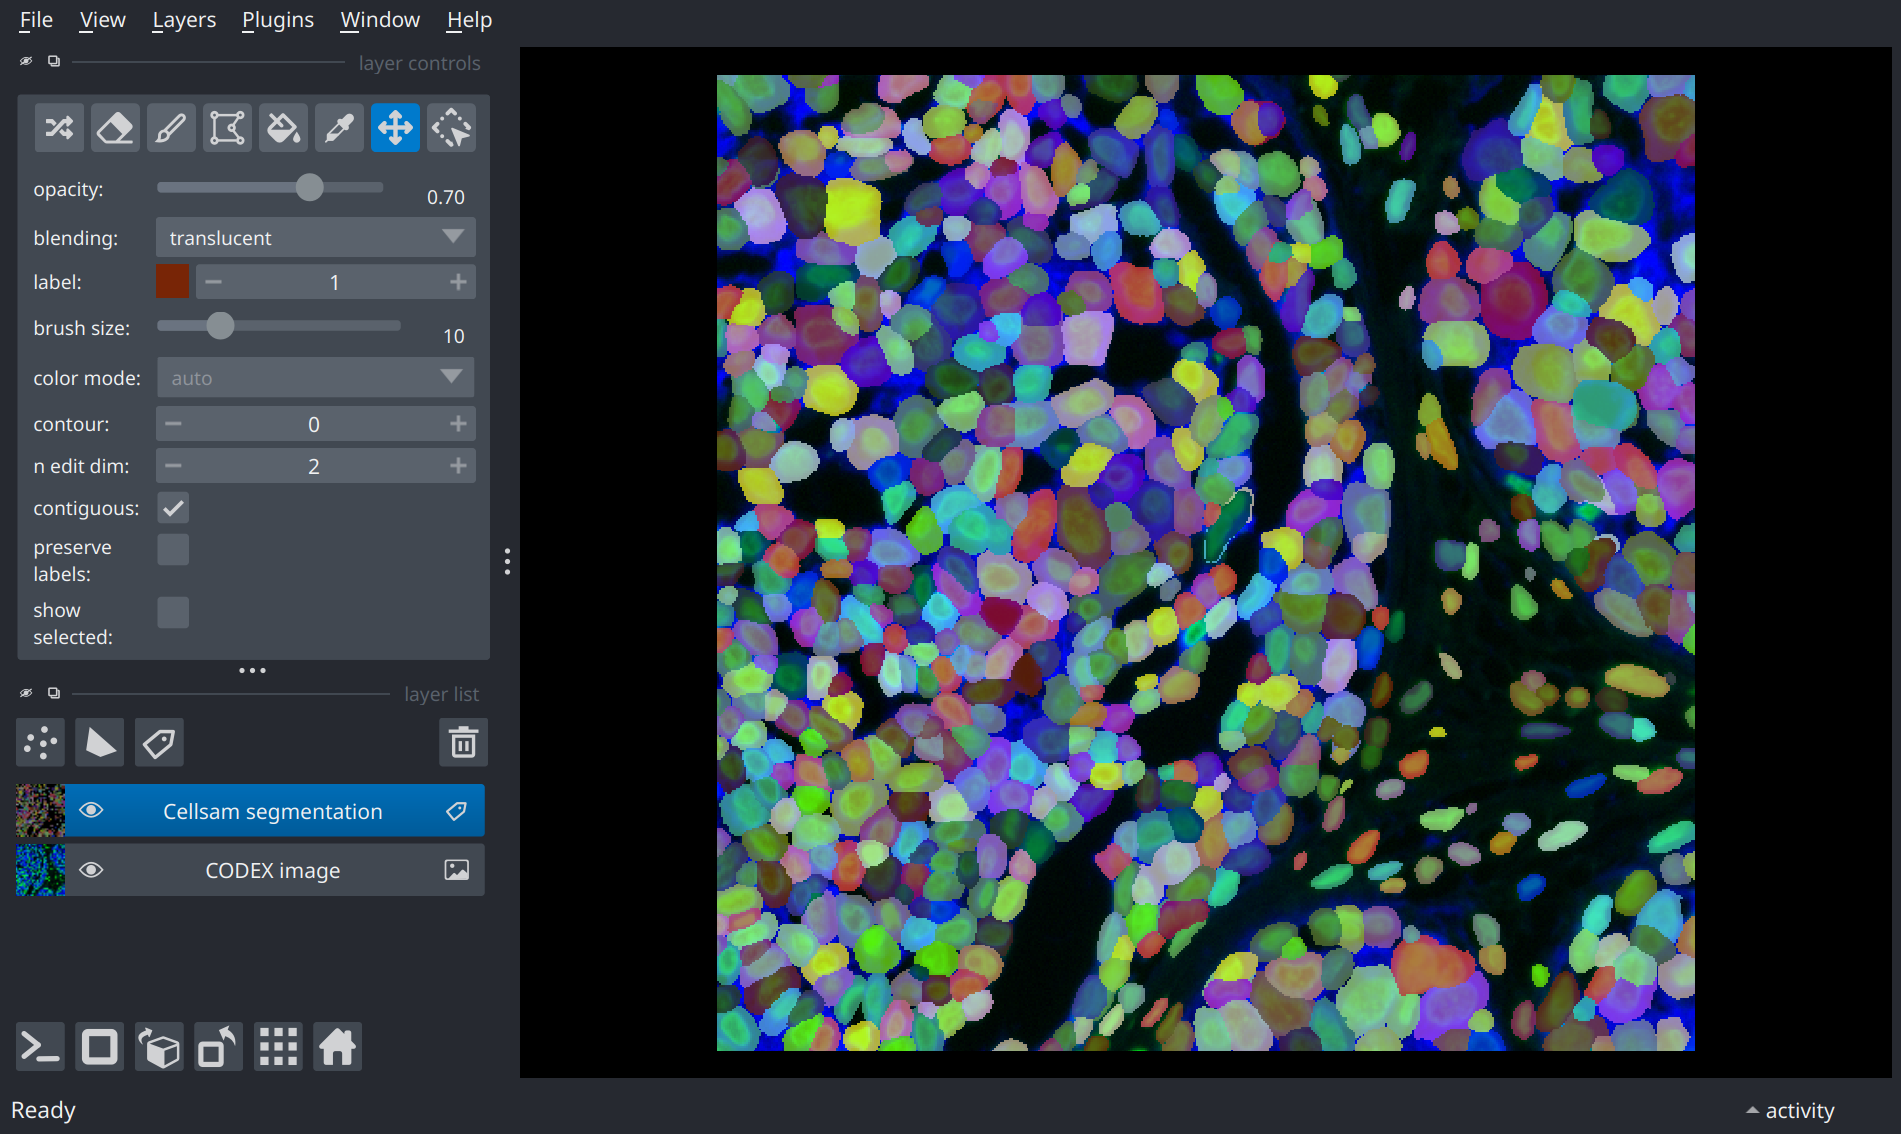 File View Layers Plugins Window Help
layer controls
opacity: 0.70
blending: translucent
label: 1
brush size: 10
color mode: auto
contour: 0
n edit dim: 2
contiguous:
preserve
labels:
show
selected:
layer list
Cellsam segmentation
CODEX image
Ready activity